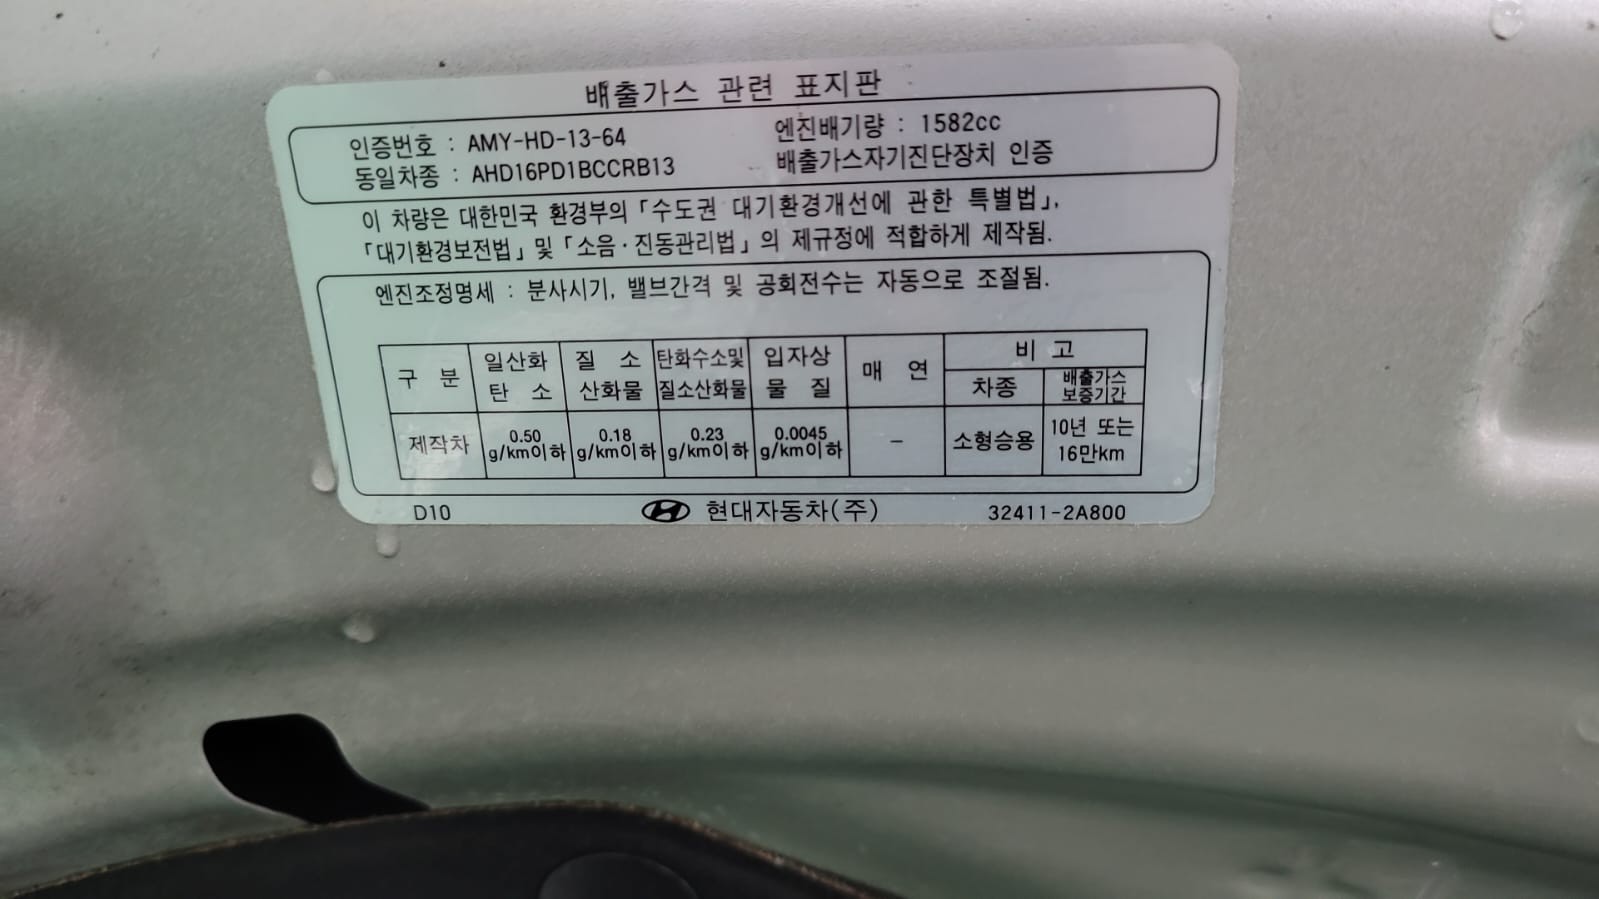 배출가스 관련 표지판
인증번호 : AMY-HD-13-64 엔진배기량 : 1582cc
동일차종 : AHD16PD1BCCRB13 배출가스자기진단장치 인증
이 차량은 대한민국 환경부의 「수도권 대기환경개선에 관한 특별법」,
「대기환경보전법」 및 「소음·진동관리법」의 제규정에 적합하게 제작됨.
엔진조정명세 : 분사시기, 밸브간격 및 공회전수는 자동으로 조절됨.
구 분 일산화 탄 소 질 소 산화물 탄화수소및 질소산화물 입자상 물 질 매 연 비 고
차종 배출가스 보증기간
제작차 0.50 g/km이하 0.18 g/km이하 0.23 g/km이하 0.0045 g/km이하 - 소형승용 10년 또는 16만km
D10 현대자동차(주) 32411-2A800